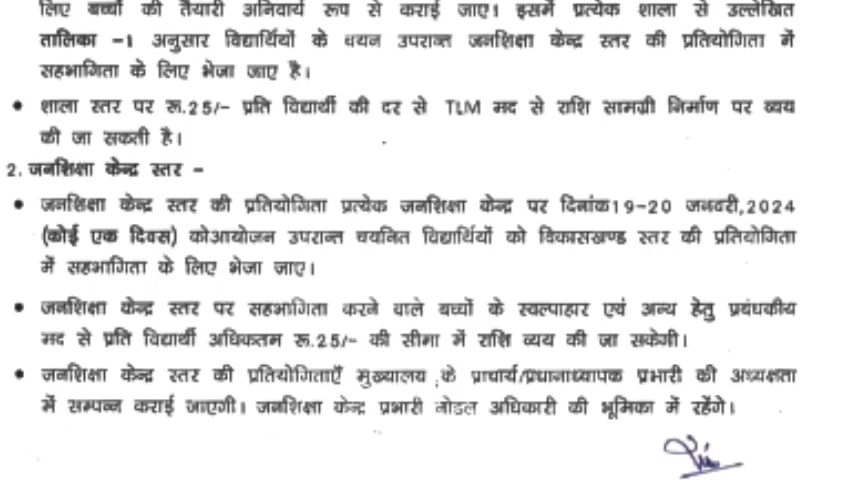 लिए बच्चों की तैयारी अनिवार्य रूप से कराई जाए। इसमें प्रत्येक शाला से उल्लेखित
तालिका -1 अनुसार विद्यार्थियों के चयन उपरान्त जनशिक्षा केन्द्र स्तर की प्रतियोगिता में
सहभागिता के लिए भेजा जाए है।
• शाला स्तर पर रू.25/- प्रति विद्यार्थी की दर से TLM मद से राशि सामग्री निर्माण पर व्यय
की जा सकती है।
2. जनशिक्षा केन्द्र स्तर -
• जनशिक्षा केन्द्र स्तर की प्रतियोगिता प्रत्येक जनशिक्षा केन्द्र पर दिनांक19-20 जनवरी,2024
(कोई एक दिवस) कोआयोजन उपरान्त चयनित विद्यार्थियों को विकासखण्ड स्तर की प्रतियोगिता
में सहभागिता के लिए भेजा जाए।
• जनशिक्षा केन्द्र स्तर पर सहभागिता करने वाले बच्चों के स्वल्पाहार एवं अन्य हेतु प्रबंधकीय
मद से प्रति विद्यार्थी अधिकतम रू.25/- की सीमा में राशि व्यय की जा सकेगी।
• जनशिक्षा केन्द्र स्तर की प्रतियोगिताएँ मुख्यालय के प्राचार्य/प्रधानाध्यापक प्रभारी की अध्यक्षता
में सम्पन्न कराई जाएगी। जनशिक्षा केन्द्र प्रभारी नोडल अधिकारी की भूमिका में रहेंगे।